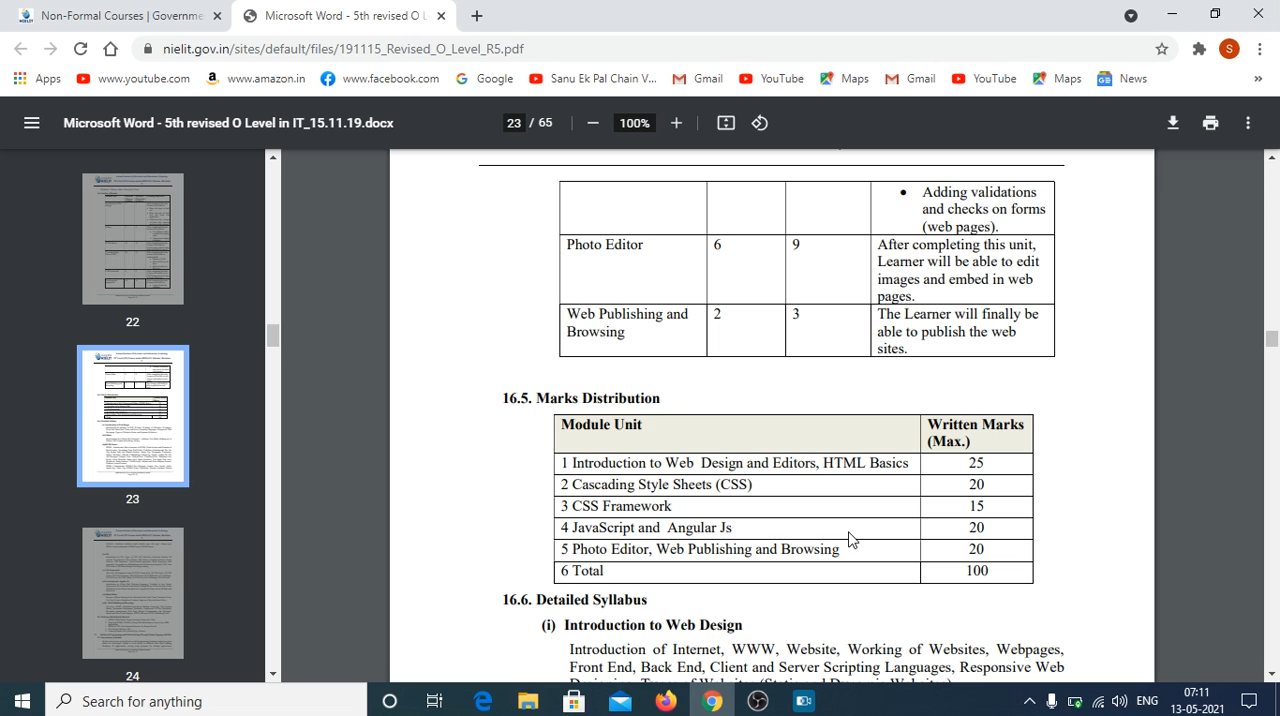 Non-Formal Courses | Governme
Microsoft Word - 5th revised O L
nielit.gov.in/sites/default/files/191115_Revised_O_Level_R5.pdf
S
Apps
www.youtube.com
www.amazon.in
www.facebook.com
Google
Sanu Ek Pal Chain V...
Gmail
YouTube
Maps
Gmail
YouTube
Maps
News
»
Microsoft Word - 5th revised O Level in IT_15.11.19.docx
23 / 65
100%
22
23
24
• Adding validations
and checks on forms
(web pages).
Photo Editor 6 9 After completing this unit,
Learner will be able to edit
images and embed in web
pages.
Web Publishing and 2 3 The Learner will finally be
Browsing able to publish the web
sites.
16.5. Marks Distribution
Module Unit Written Marks
(Max.)
1 Introduction to Web Design and Editors, HTML Basics 25
2 Cascading Style Sheets (CSS) 20
3 CSS Framework 15
4 JavaScript and Angular Js 20
5 Photo Editor, Web Publishing and Browsing 20
6 Total 100
16.6. Detailed Syllabus
(i) Introduction to Web Design
Introduction of Internet, WWW, Website, Working of Websites, Webpages,
Front End, Back End, Client and Server Scripting Languages, Responsive Web
Search for anything
ENG
07:11
13-05-2021